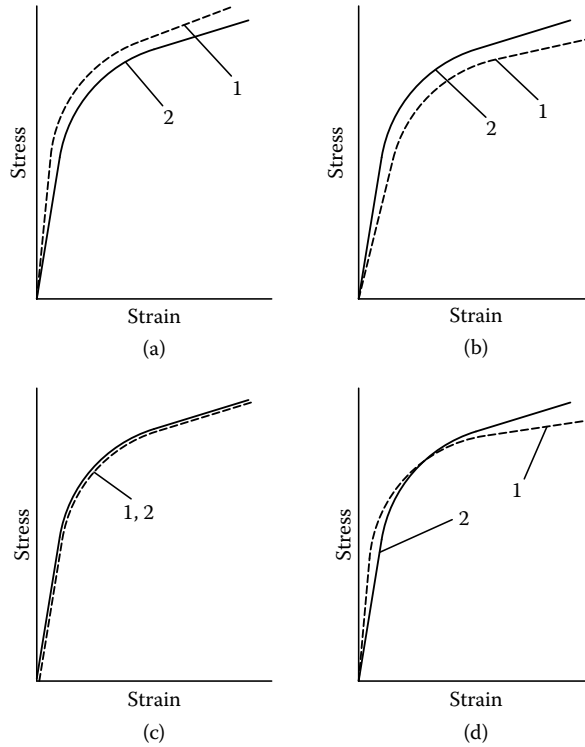 Stress
1
2
Strain
(a)
Stress
1
2
Strain
(b)
Stress
1, 2
Strain
(c)
Stress
1
2
Strain
(d)